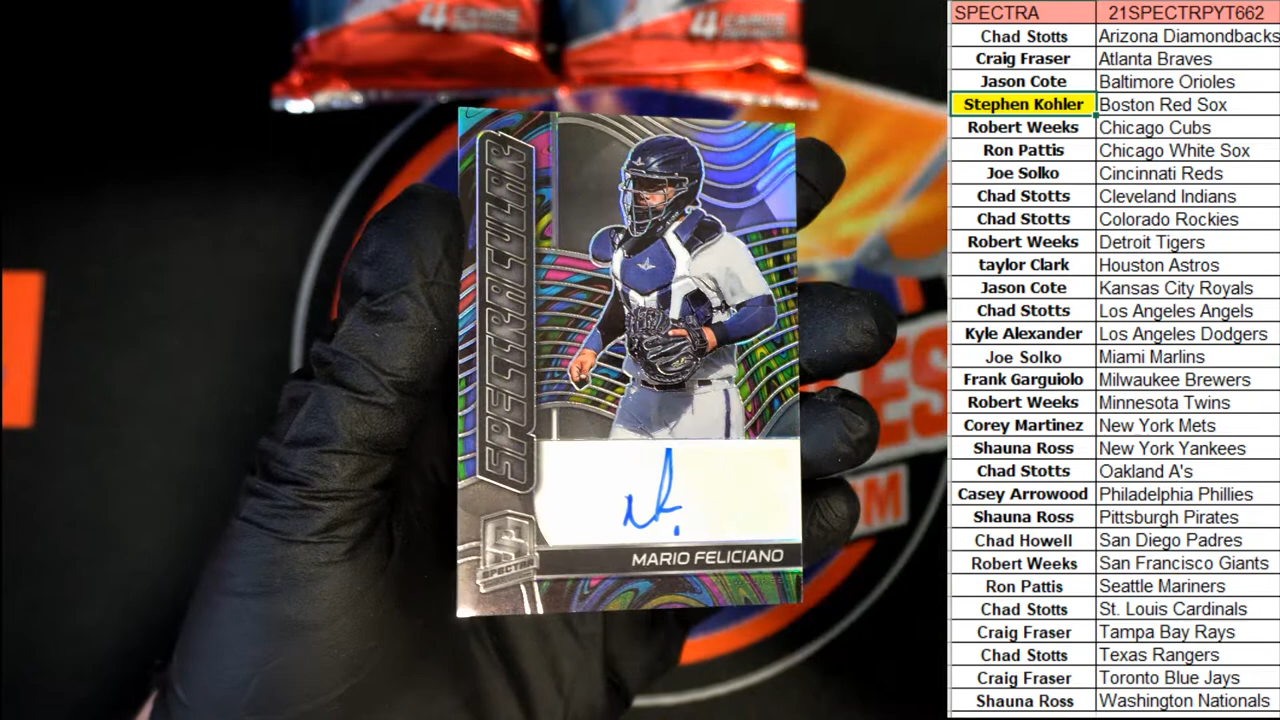 4 CARDS
4 CARDS
SPECTRACULAR
SPECTRA
MARIO FELICIANO
ES
OM
SPECTRA 21SPECTRPYT662
Chad Stotts Arizona Diamondbacks
Craig Fraser Atlanta Braves
Jason Cote Baltimore Orioles
Stephen Kohler Boston Red Sox
Robert Weeks Chicago Cubs
Ron Pattis Chicago White Sox
Joe Solko Cincinnati Reds
Chad Stotts Cleveland Indians
Chad Stotts Colorado Rockies
Robert Weeks Detroit Tigers
taylor Clark Houston Astros
Jason Cote Kansas City Royals
Chad Stotts Los Angeles Angels
Kyle Alexander Los Angeles Dodgers
Joe Solko Miami Marlins
Frank Garguiolo Milwaukee Brewers
Robert Weeks Minnesota Twins
Corey Martinez New York Mets
Shauna Ross New York Yankees
Chad Stotts Oakland A's
Casey Arrowood Philadelphia Phillies
Shauna Ross Pittsburgh Pirates
Chad Howell San Diego Padres
Robert Weeks San Francisco Giants
Ron Pattis Seattle Mariners
Chad Stotts St. Louis Cardinals
Craig Fraser Tampa Bay Rays
Chad Stotts Texas Rangers
Craig Fraser Toronto Blue Jays
Shauna Ross Washington Nationals